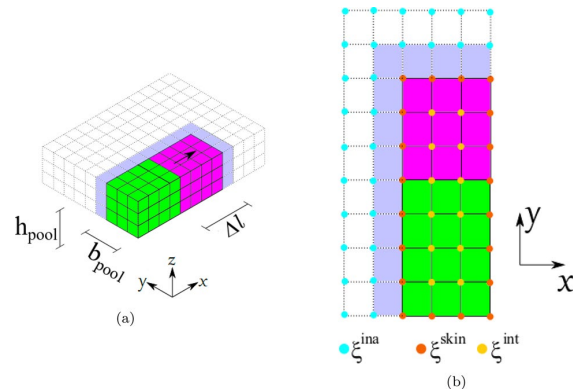 h_pool
b_pool
Δl
z
y
x
(a)
y
x
ξ^ina
ξ^skin
ξ^int
(b)